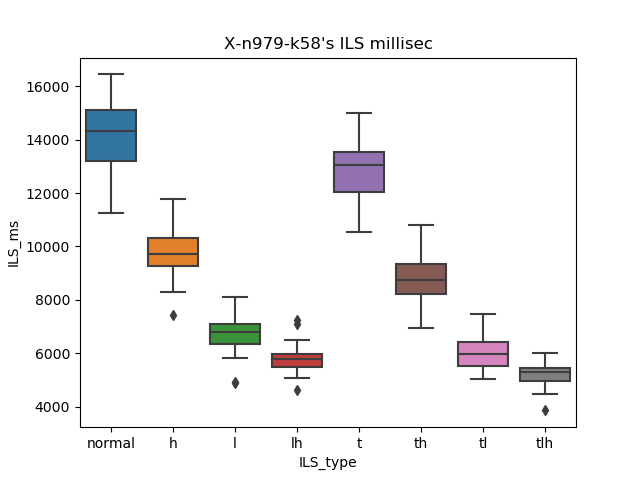 X-n979-k58's ILS millisec
16000
14000
12000
10000
8000
6000
4000
ILS_ms
normal h l lh t th tl tlh
ILS_type